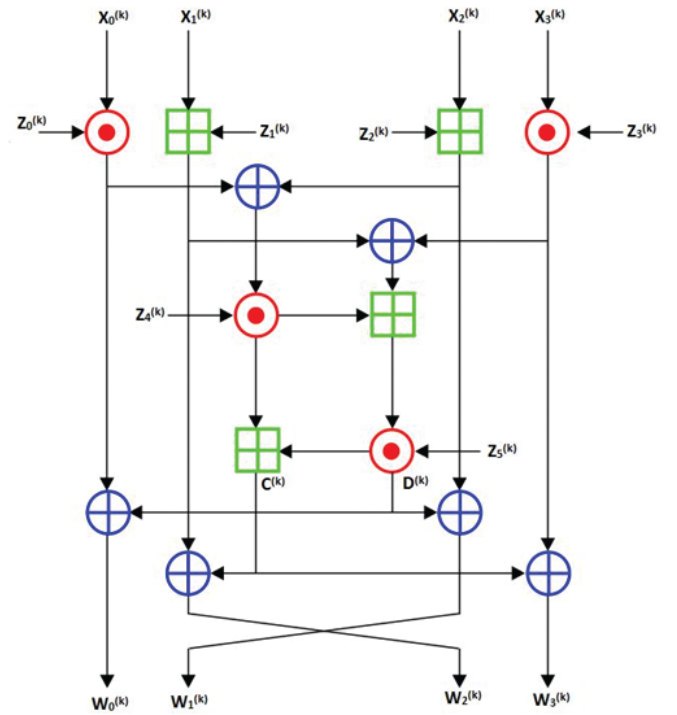 X₀⁽ᵏ⁾ X₁⁽ᵏ⁾ X₂⁽ᵏ⁾ X₃⁽ᵏ⁾
Z₀⁽ᵏ⁾ Z₁⁽ᵏ⁾ Z₂⁽ᵏ⁾ Z₃⁽ᵏ⁾
Z₄⁽ᵏ⁾
Z₅⁽ᵏ⁾
C⁽ᵏ⁾ D⁽ᵏ⁾
W₀⁽ᵏ⁾ W₁⁽ᵏ⁾ W₂⁽ᵏ⁾ W₃⁽ᵏ⁾